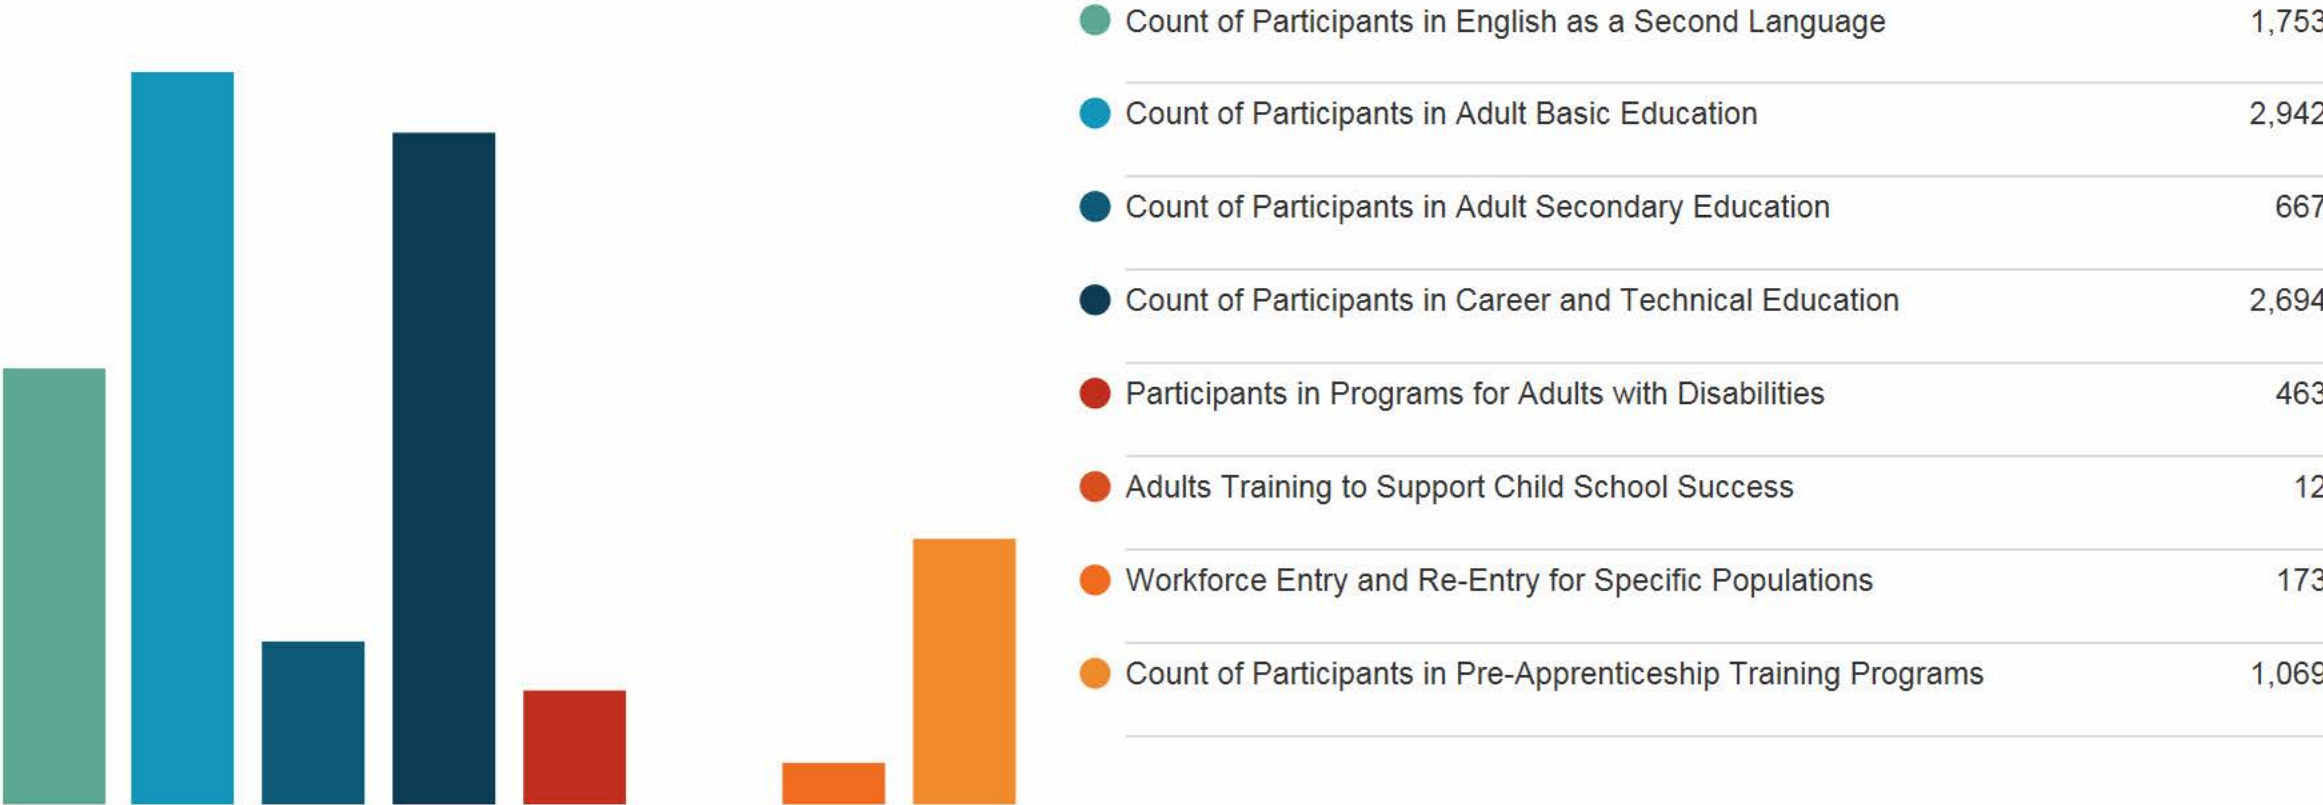 Count of Participants in English as a Second Language 1,753
Count of Participants in Adult Basic Education 2,942
Count of Participants in Adult Secondary Education 667
Count of Participants in Career and Technical Education 2,694
Participants in Programs for Adults with Disabilities 463
Adults Training to Support Child School Success 12
Workforce Entry and Re-Entry for Specific Populations 173
Count of Participants in Pre-Apprenticeship Training Programs 1,069